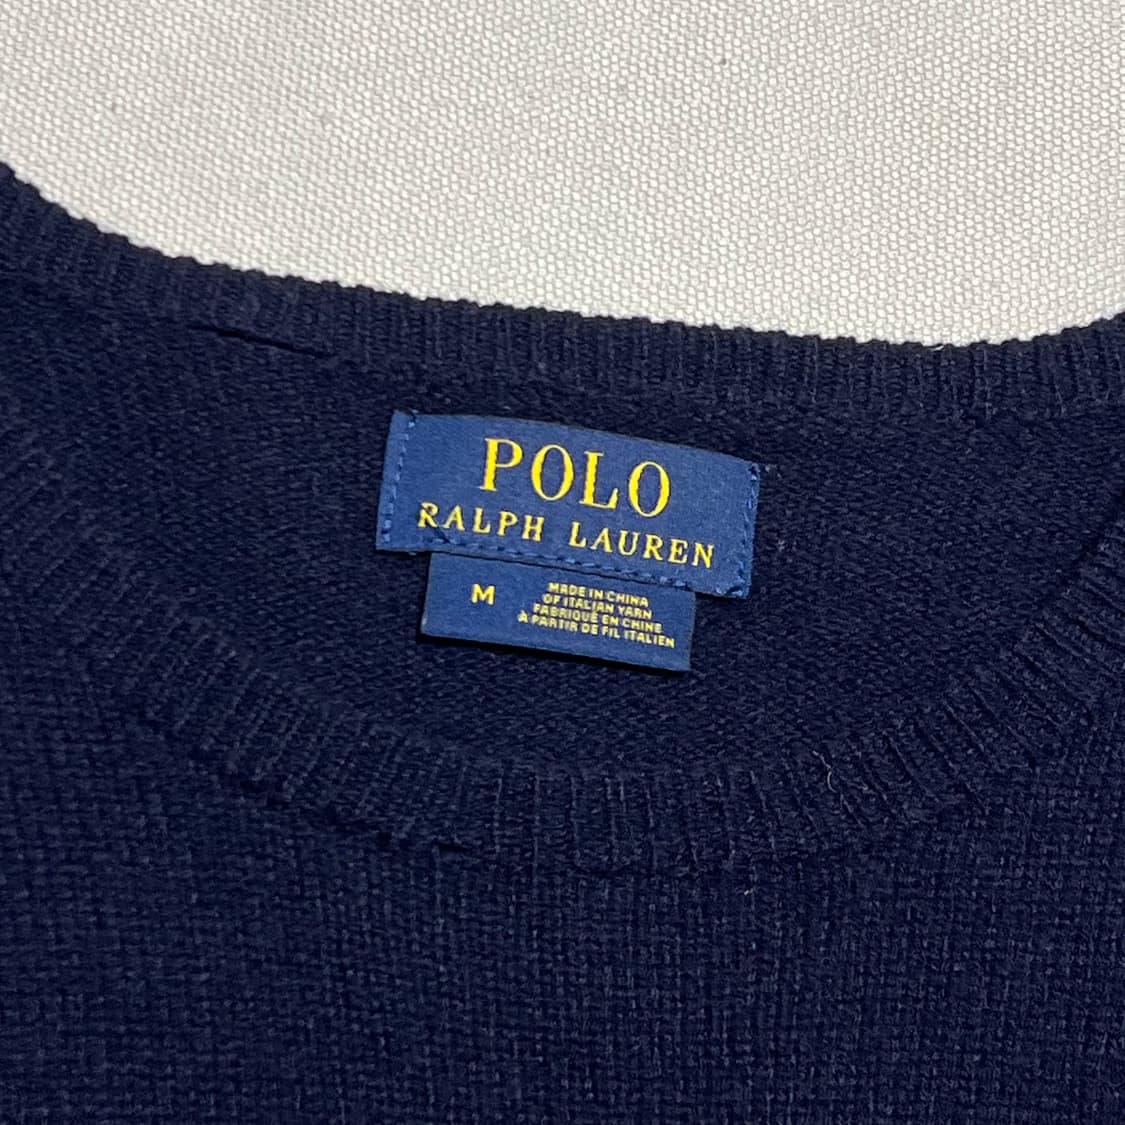 POLO
RALPH LAUREN
M
MADE IN CHINA
OF ITALIAN YARN
FABRIQUÉ EN CHINE
À PARTIR DE FIL ITALIEN